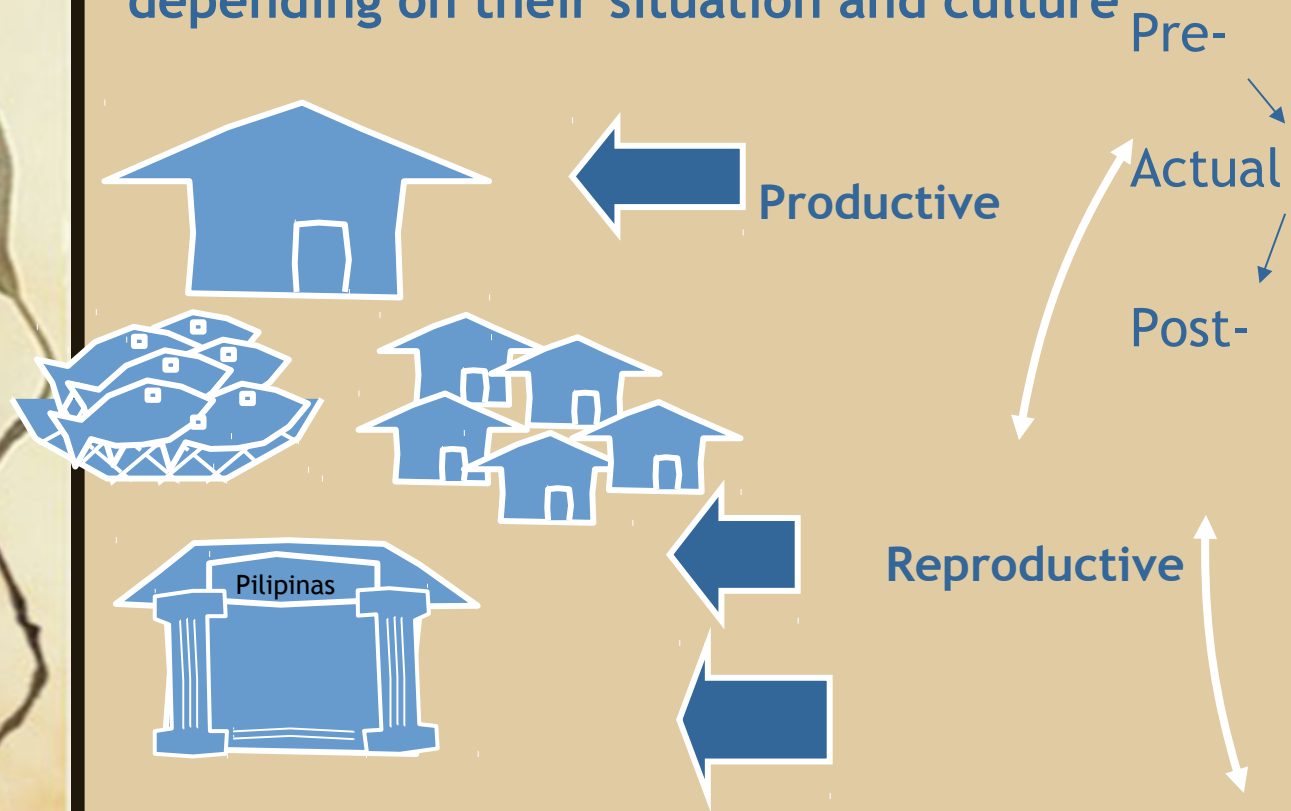 depending on their situation and culture
Pre-
Actual
Productive
Post-
Reproductive
Pilipinas